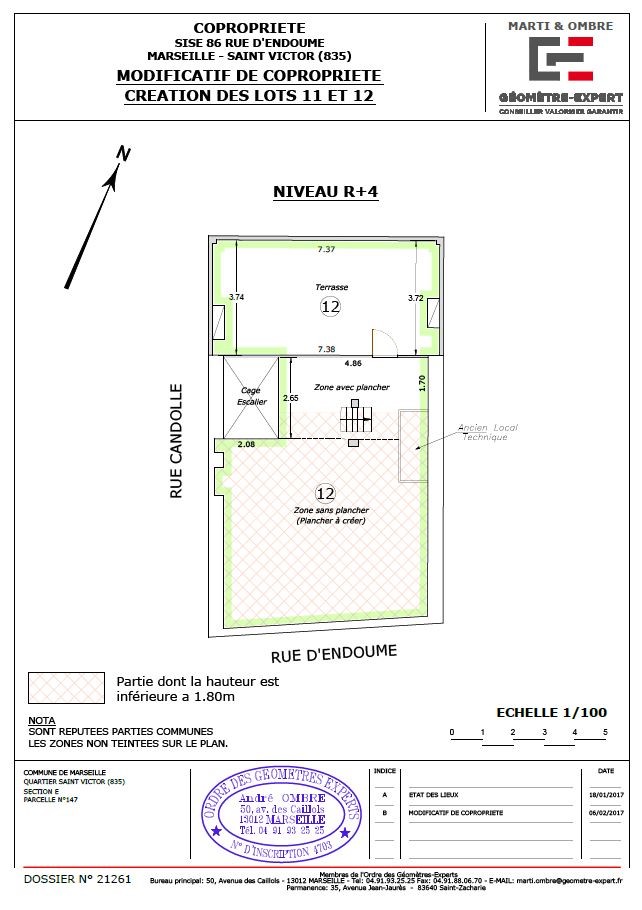 COPROPRIETE
SISE 86 RUE D'ENDOUME
MARSEILLE - SAINT VICTOR (835)
MODIFICATIF DE COPROPRIETE
CREATION DES LOTS 11 ET 12
MARTI & OMBRE
GÉOMÈTRE-EXPERT
CONSEILLER VALORISER GARANTIR
N
NIVEAU R+4
7.37
Terrasse
3.74
12
3.72
7.38
4.86
Cage
Escalier
Zone avec plancher
1.70
2.65
2.08
Ancien Local
Technique
RUE CANDOLLE
12
Zone sans plancher
(Plancher à créer)
RUE D'ENDOUME
Partie dont la hauteur est
inférieure a 1.80m
NOTA
SONT REPUTEES PARTIES COMMUNES
LES ZONES NON TEINTEES SUR LE PLAN.
ECHELLE 1/100
0 1 2 3 4 5
COMMUNE DE MARSEILLE
QUARTIER SAINT VICTOR (835)
SECTION E
PARCELLE N°147
ORDRE DES GEOMETRES EXPERTS
André OMBRE
50, av. des Caillols
13012 MARSEILLE
Tél. 04 91 93 25 25
N° D'INSCRIPTION 4703
INDICE DATE
A ETAT DES LIEUX 18/01/2017
B MODIFICATIF DE COPROPRIETE 06/02/2017
DOSSIER N° 21261
Membres de l'Ordre des Géomètres-Experts
Bureau principal: 50, Avenue des Caillols - 13012 MARSEILLE - Tel: 04.91.93.25.25 Fax: 04.91.88.06.70 - E-MAIL: marti.ombre@geometre-expert.fr
Permanence: 35, Avenue Jean-Jaurès - 83640 Saint-Zacharie